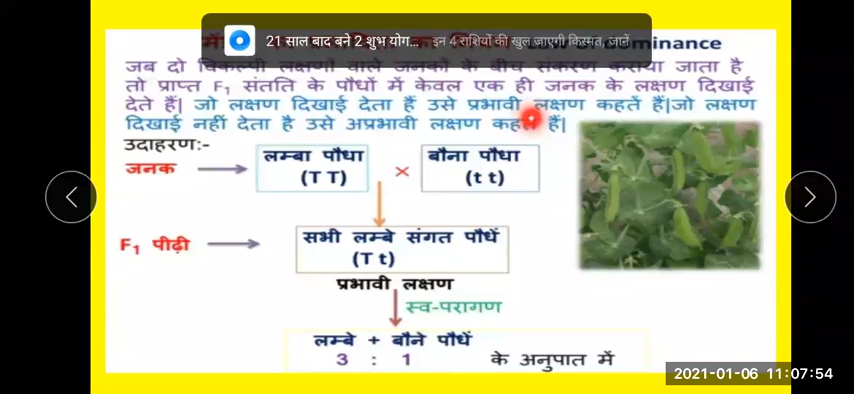 21 साल बाद बने 2 शुभ योग... इन 4 राशियों की खुल जाएगी किस्मत, जानें
जब दो विकल्पी लक्षणों वाले जनकों के बीच संकरण कराया जाता है
तो प्राप्त F₁ संतति के पौधों में केवल एक ही जनक के लक्षण दिखाई
देते हैं| जो लक्षण दिखाई देता हैं उसे प्रभावी लक्षण कहतें हैं|जो लक्षण
दिखाई नहीं देता है उसे अप्रभावी लक्षण कहते हैं|
उदाहरण:-
जनक लम्बा पौधा × बौना पौधा
(T T) (t t)
F₁ पीढ़ी सभी लम्बे संगत पौधें
(T t)
प्रभावी लक्षण
स्व-परागण
लम्बे + बौने पौधें
3 : 1 के अनुपात में
2021-01-06 11:07:54